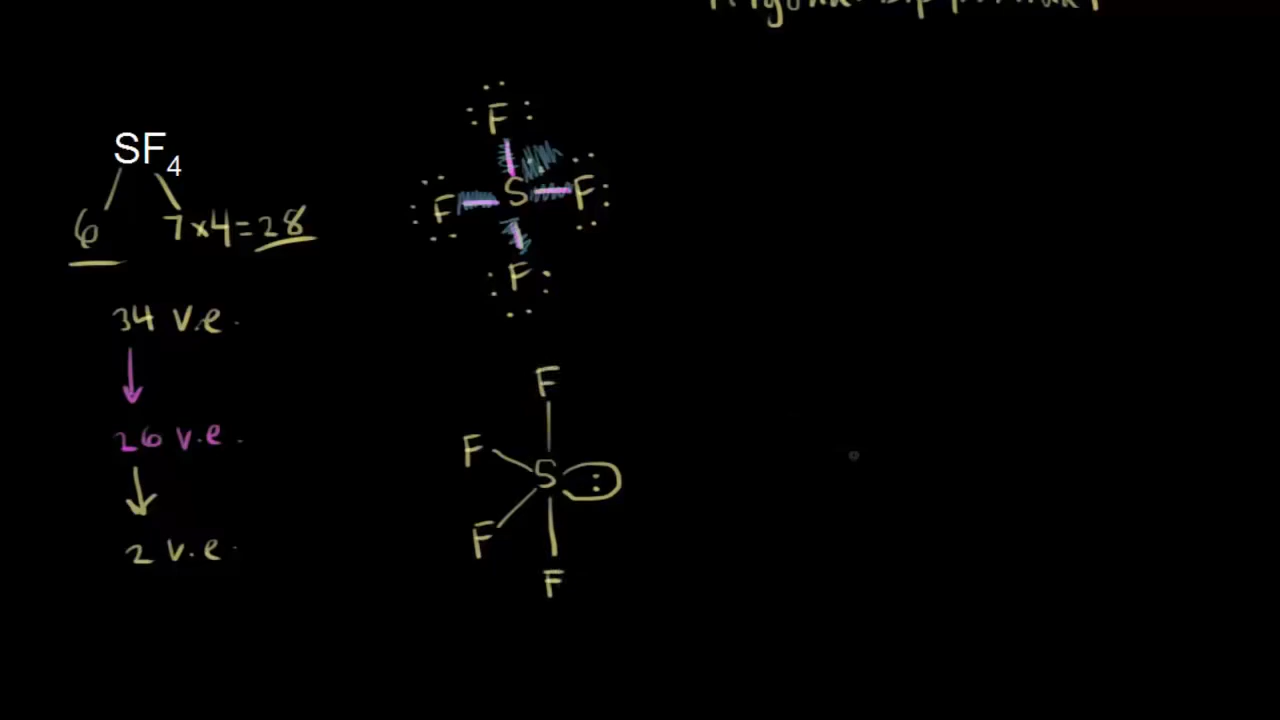 SF4
6 7x4=28
34 v.e.
26 v.e.
2 v.e.
F
F S F
F
F
F S
F
F